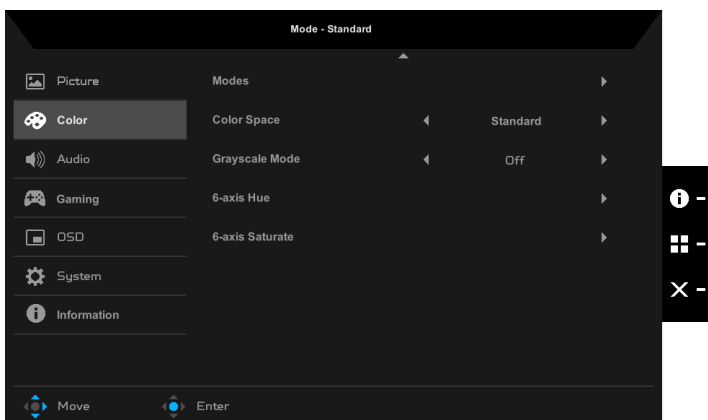 Mode - Standard
Picture
Modes
Color
Color Space
Standard
Audio
Grayscale Mode
Off
Gaming
6-axis Hue
OSD
6-axis Saturate
System
Information
Move
Enter